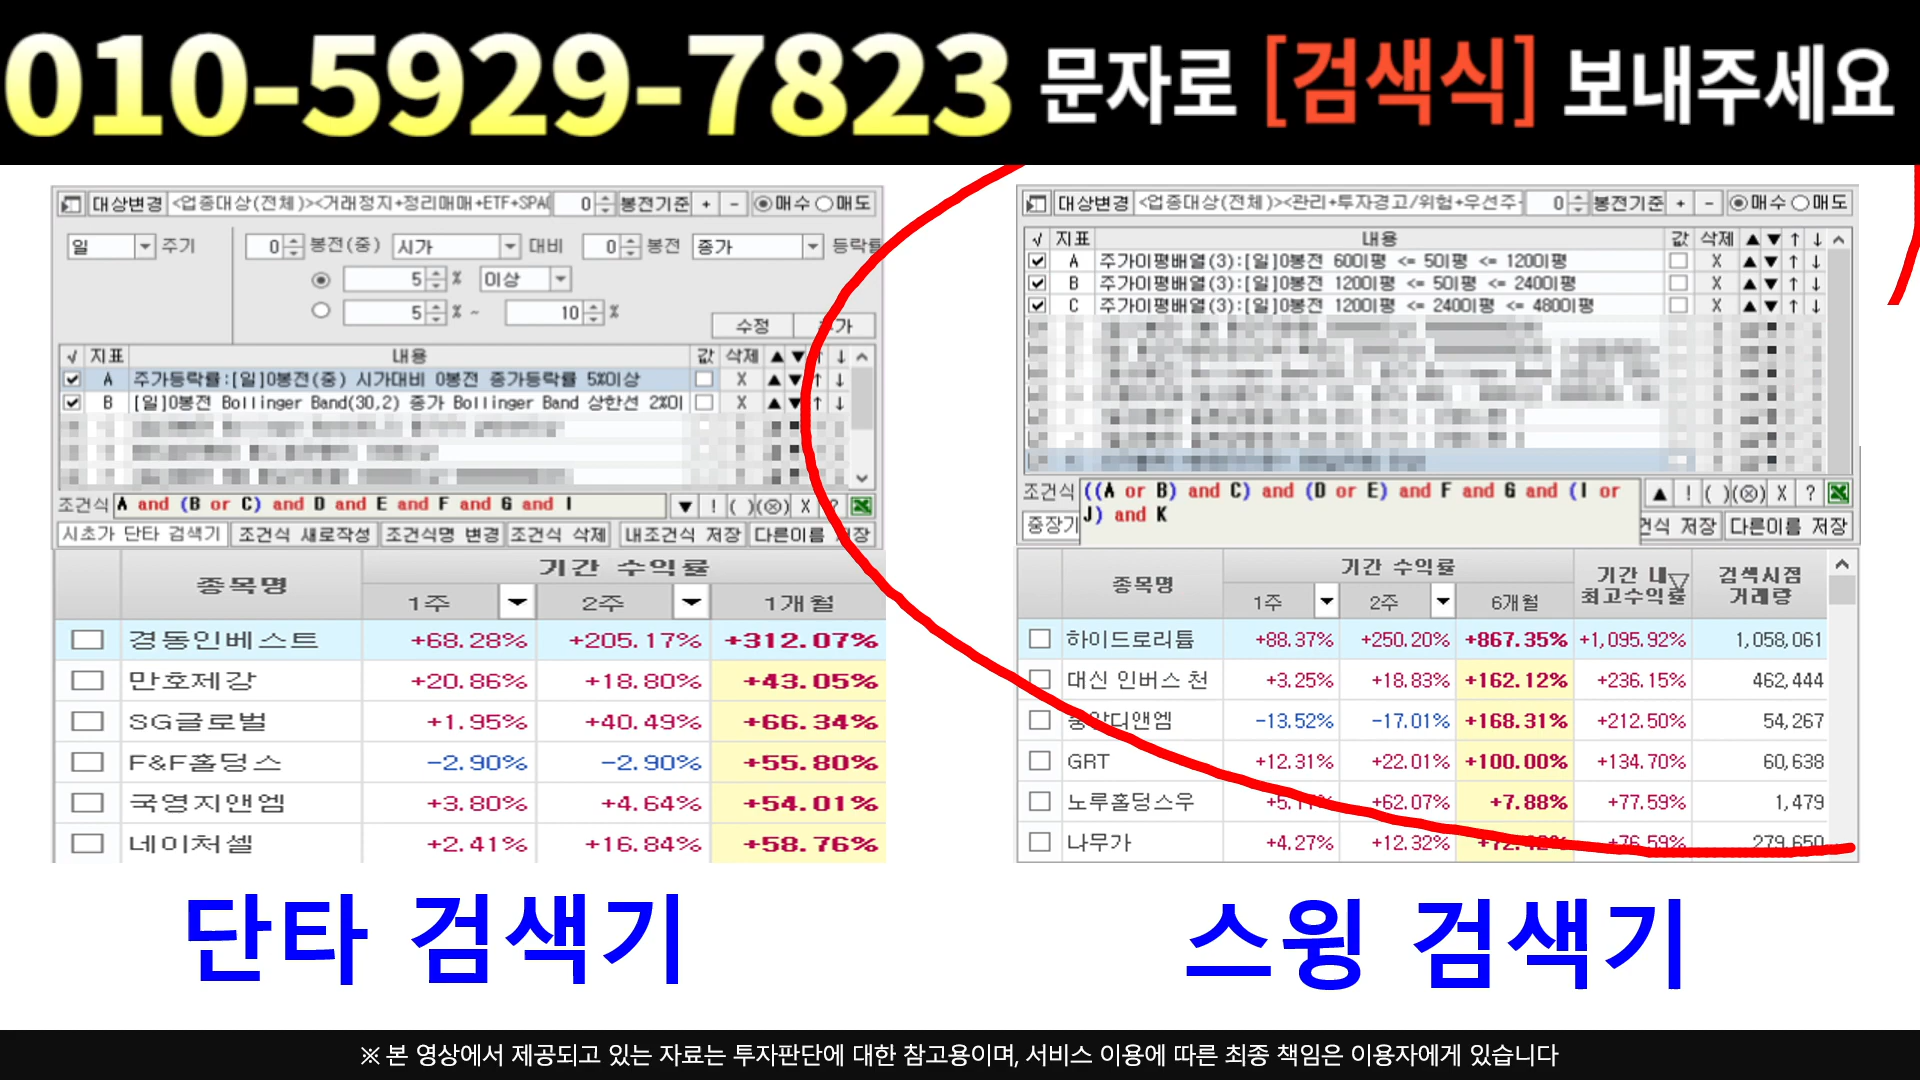 010-5929-7823 문자로 [검색식] 보내주세요
대상변경 <업종대상(전체)><거래정지+정리매매+ETF+SPA 0 봉전기준 + - 매수 매도
일 주기 0 봉전(중) 시가 대비 0 봉전 종가 등락률
5 % 이상
5 % ~ 10 %
수정
√ 지표 내용 값 삭제 ▲ ▼ ↑ ↓
A 주가등락률:[일]0봉전(중) 시가대비 0봉전 종가등락률 5%이상 X ▲ ▼ ↑ ↓
B [일]0봉전 Bollinger Band(30,2) 종가 Bollinger Band 상한선 2%이 X ▲ ▼ ↑ ↓
조건식 A and (B or C) and D and E and F and G and I ▼ ! ( ) (⊗) X ?
시초가 단타 검색기 조건식 새로작성 조건식명 변경 조건식 삭제 내조건식 저장 다른이름 저장
종목명 기간 수익률
1주 2주 1개월
경동인베스트 +68.28% +205.17% +312.07%
만호제강 +20.86% +18.80% +43.05%
SG글로벌 +1.95% +40.49% +66.34%
F&F홀딩스 -2.90% -2.90% +55.80%
국영지앤엠 +3.80% +4.64% +54.01%
네이처셀 +2.41% +16.84% +58.76%
단타 검색기
대상변경 <업종대상(전체)><관리+투자경고/위험+우선주+ 0 봉전기준 + - 매수 매도
√ 지표 내용 값 삭제 ▲ ▼ ↑ ↓
A 주가이평배열(3):[일]0봉전 60이평 <= 5이평 <= 120이평 X ▲ ▼ ↑ ↓
B 주가이평배열(3):[일]0봉전 120이평 <= 5이평 <= 240이평 X ▲ ▼ ↑ ↓
C 주가이평배열(3):[일]0봉전 120이평 <= 240이평 <= 480이평 X ▲ ▼ ↑ ↓
조건식 ((A or B) and C) and (D or E) and F and G and (I or ▲ ! ( ) (⊗) X ?
J) and K
중장기 건식 저장 다른이름 저장
종목명 기간 수익률 기간 내 최고수익률 검색시점 거래량
1주 2주 6개월
하이드로리튬 +88.37% +250.20% +867.35% +1,095.92% 1,058,061
대신 인버스 천 +3.25% +18.83% +162.12% +236.15% 462,444
중앙디앤엠 -13.52% -17.01% +168.31% +212.50% 54,267
GRT +12.31% +22.01% +100.00% +134.70% 60,638
노루홀딩스우 +62.07% +7.88% +77.59% 1,479
나무가 +4.27% +12.32% +76.59% 279,650
스윙 검색기
※ 본 영상에서 제공되고 있는 자료는 투자판단에 대한 참고용이며, 서비스 이용에 따른 최종 책임은 이용자에게 있습니다